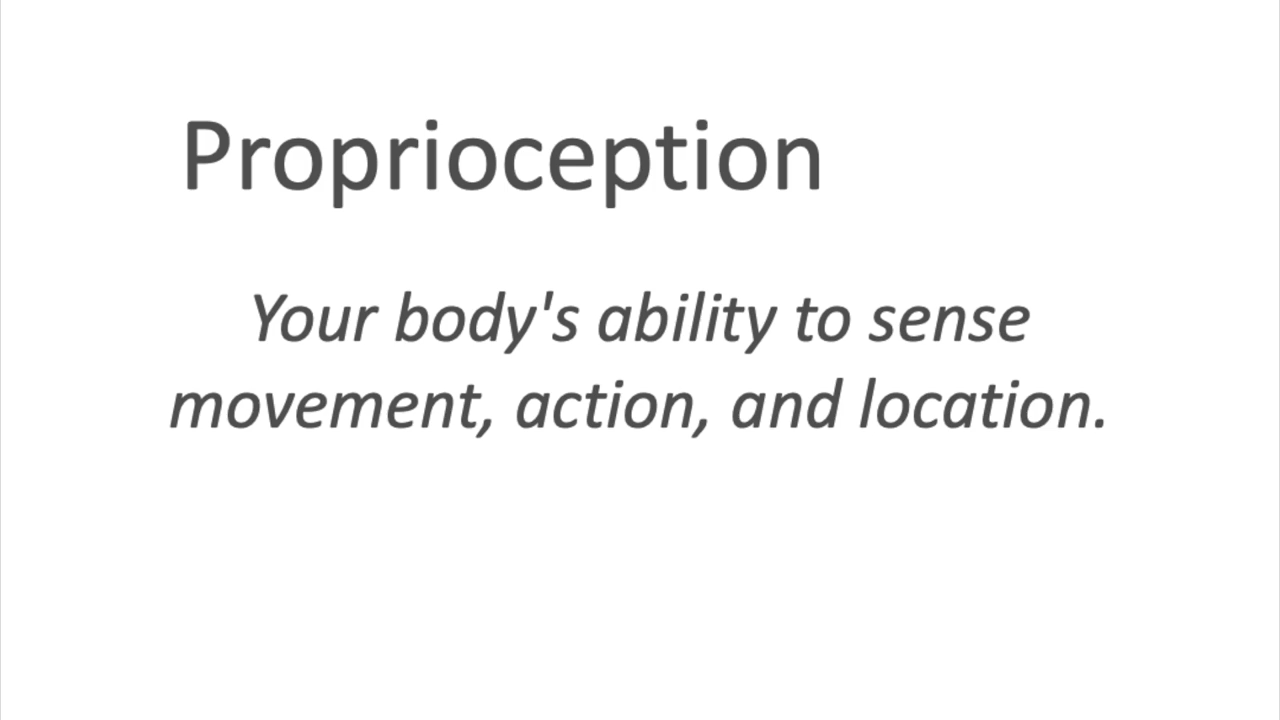 Proprioception
Your body's ability to sense
movement, action, and location.